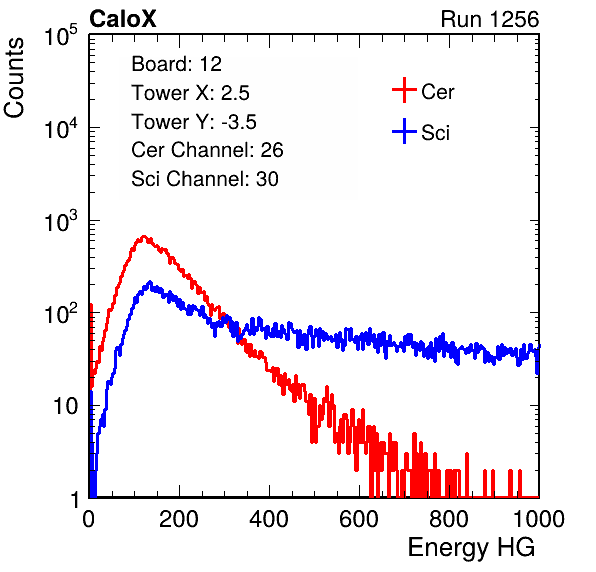 CaloX
Run 1256
10^5
Counts
Board: 12
Tower X: 2.5
Tower Y: -3.5
Cer Channel: 26
Sci Channel: 30
Cer
Sci
10^4
10^3
10^2
10
1
0 200 400 600 800 1000
Energy HG